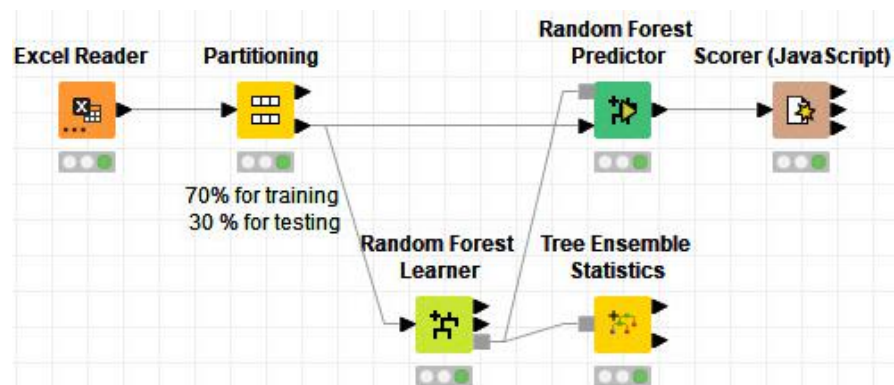 Excel Reader
Partitioning
Random Forest
Predictor
Scorer (JavaScript)
70% for training
30 % for testing
Random Forest
Learner
Tree Ensemble
Statistics